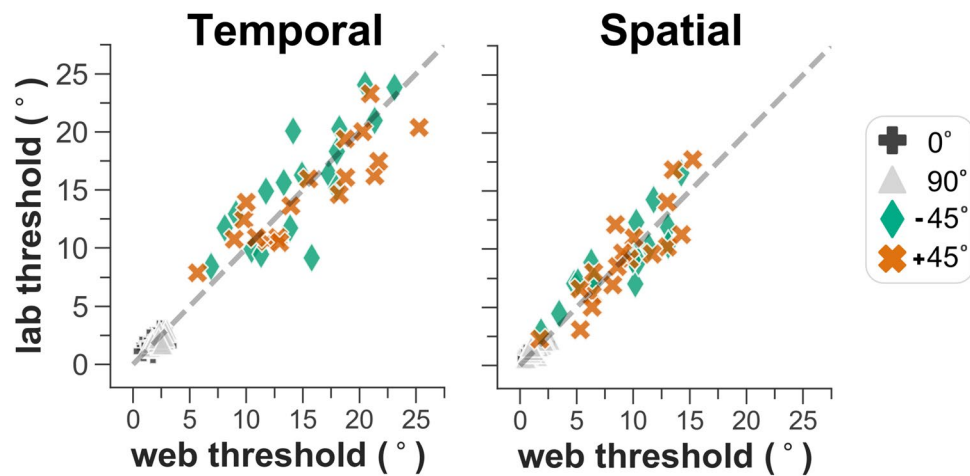 Temporal
Spatial
lab threshold ( ° )
25
20
15
10
5
0
0 5 10 15 20 25
0 5 10 15 20 25
web threshold ( ° )
web threshold ( ° )
0°
90°
-45°
+45°